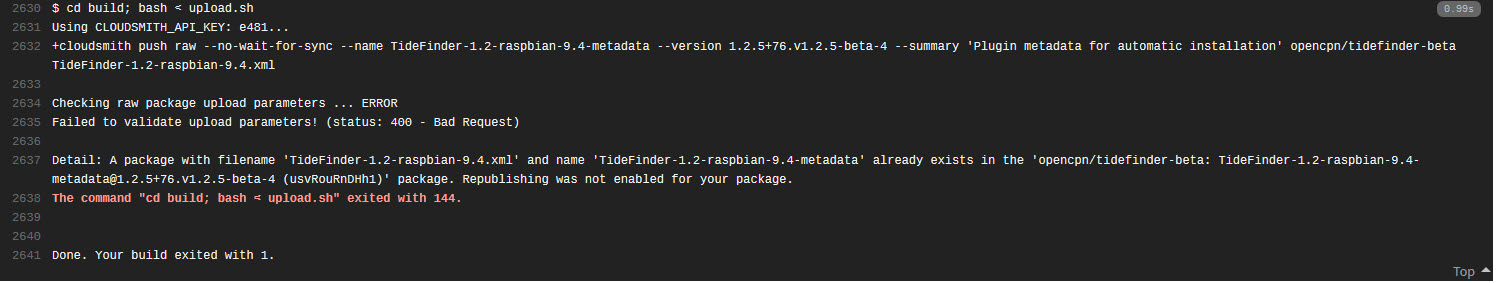 2630 $ cd build; bash < upload.sh 0.99s
2631 Using CLOUDSMITH_API_KEY: e481...
2632 +cloudsmith push raw --no-wait-for-sync --name TideFinder-1.2-raspbian-9.4-metadata --version 1.2.5+76.v1.2.5-beta-4 --summary 'Plugin metadata for automatic installation' opencpn/tidefinder-beta
TideFinder-1.2-raspbian-9.4.xml
2633
2634 Checking raw package upload parameters ... ERROR
2635 Failed to validate upload parameters! (status: 400 - Bad Request)
2636
2637 Detail: A package with filename 'TideFinder-1.2-raspbian-9.4.xml' and name 'TideFinder-1.2-raspbian-9.4-metadata' already exists in the 'opencpn/tidefinder-beta: TideFinder-1.2-raspbian-9.4-
metadata@1.2.5+76.v1.2.5-beta-4 (usvRouRnDHh1)' package. Republishing was not enabled for your package.
2638 The command "cd build; bash < upload.sh" exited with 144.
2639
2640
2641 Done. Your build exited with 1.
Top